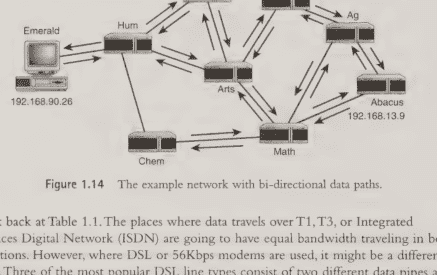 Ag
Hum
Emerald
Arts
Abacus
192.168.90.26
192.168.13.9
Chem
Math
Figure 1.14 The example network with bi-directional data paths.
back at Table 1.1. The places where data travels over T1, T3, or Integrated
Digital Network (ISDN) are going to have equal bandwidth traveling in
However, where DSL or 56Kbps modems are used, it might be a
Three of the most popular DSL line types consist of two different data pipes